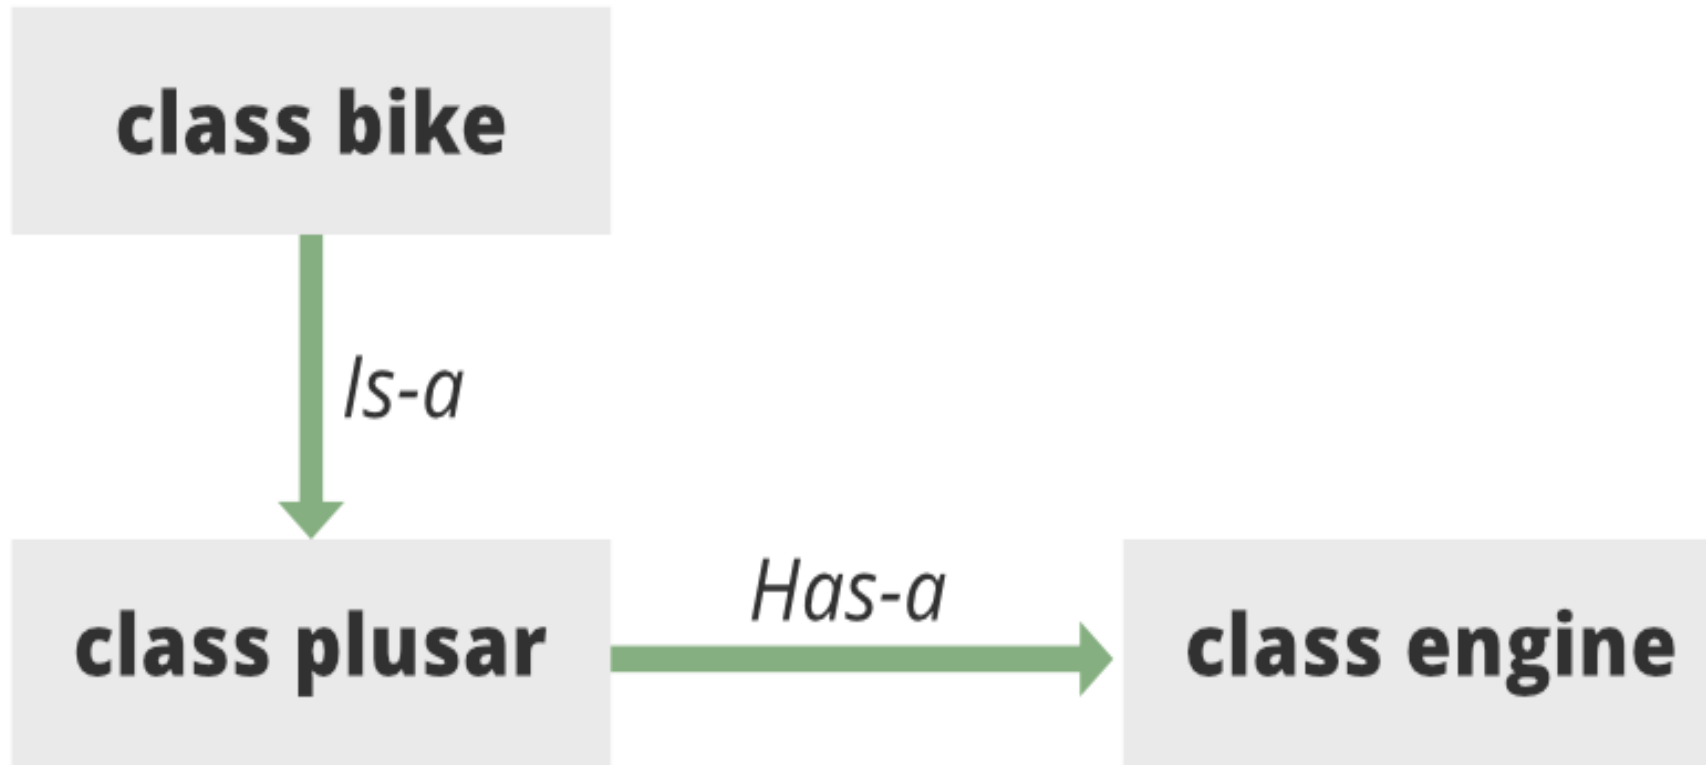 class bike
Is-a
class plusar
Has-a
class engine